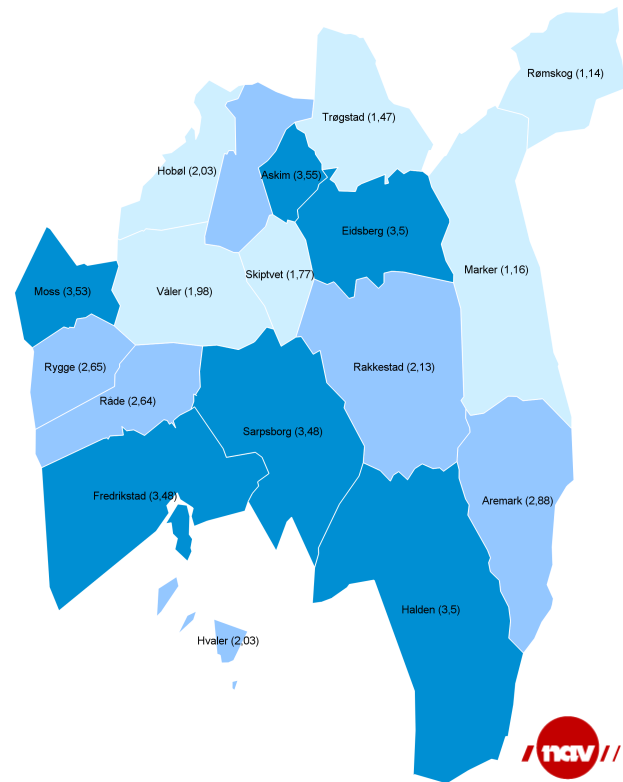 Rømskog (1,14)
Trøgstad (1,47)
Hobøl (2,03)
Askim (3,55)
Eidsberg (3,5)
Marker (1,16)
Skiptvet (1,77)
Moss (3,53)
Våler (1,98)
Rygge (2,65)
Rakkestad (2,13)
Råde (2,64)
Sarpsborg (3,48)
Fredrikstad (3,48)
Aremark (2,88)
Halden (3,5)
Hvaler (2,03)
nav